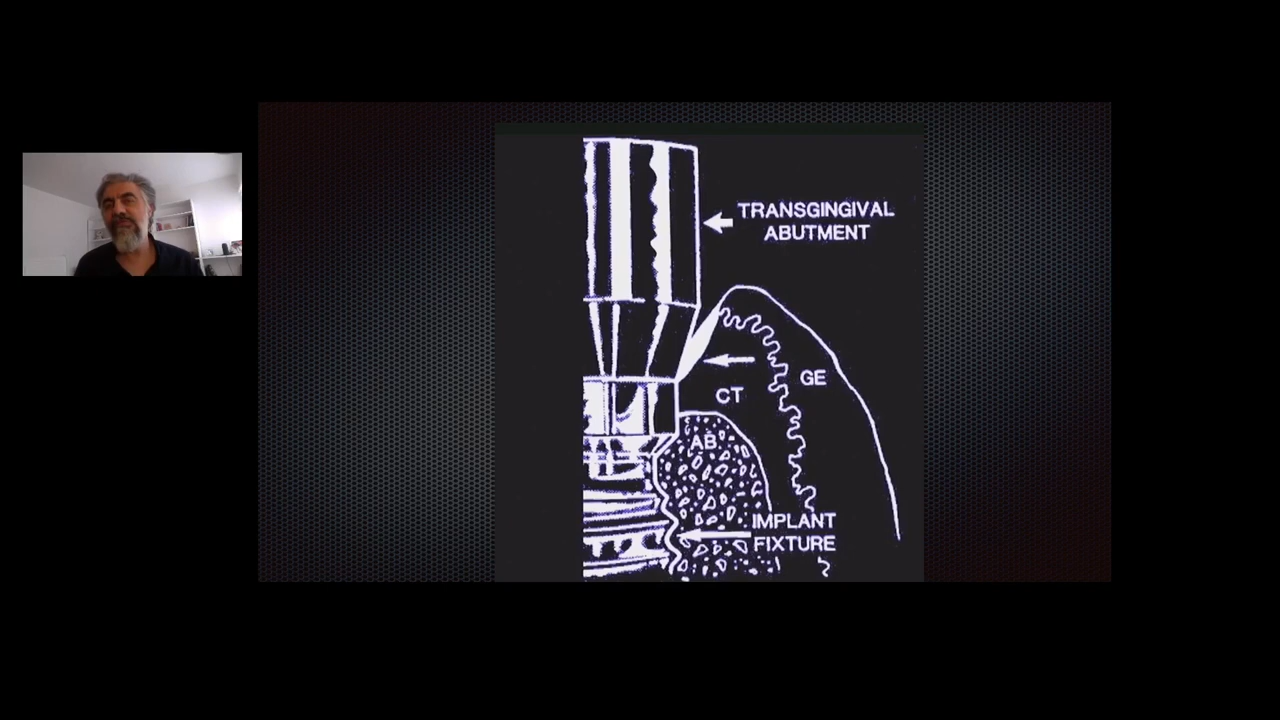 TRANSGINGIVAL
ABUTMENT
GE
CT
AB
IMPLANT
FIXTURE